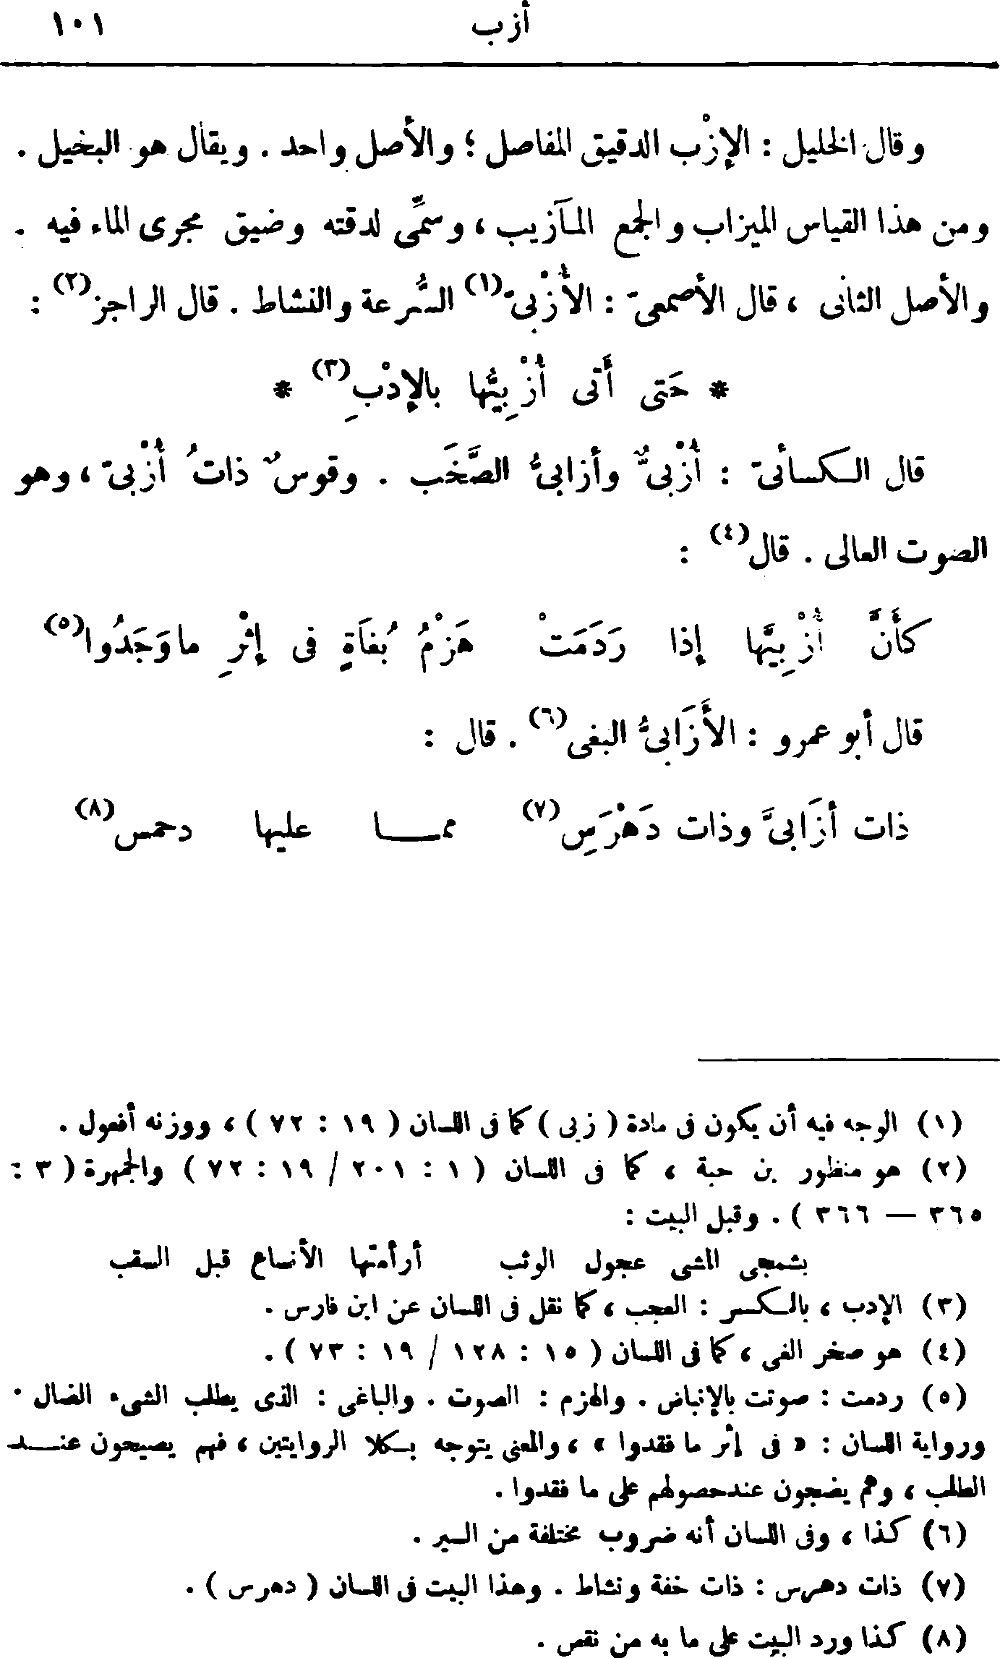 أزب ١٠١
وقال الخليل : الإزْب الدقيق المفاصل ؛ والأصل واحد . ويقال هو البخيل .
ومن هذا القياس الميزاب والجمع المآزيب ، وسمِّى لدقته وضيق مجرى الماء فيه .
والأصل الثانى ، قال الأصمعىّ : الأُزْبىّ(١) السُّرعة والنشاط . قال الراجز(٢) :
* حَتى أَتى أُزْبِيُّها بالإدْبِ(٣) *
قال الكسائىّ : أُزْبىٌّ وأزابىُّ الصَّخَب . وقوسٌ ذاتُ أُزْبىّ ، وهو
الصوت العالى . قال(٤) :
كأَنَّ أُزْبِيَّها إذا رَدَمَتْ هَزْمُ بُغاَةٍ فى إثْرِ ماوَجَدُوا(٥)
قال أبو عمرو : الأَزَابىُّ البغى(٦) . قال :
ذات أزَابىَّ وذات دَهْرَسِ(٧) ممـــا عليها دحمس(٨)
(١) الوجه فيه أن يكون فى مادة ( زبى ) كما فى اللسان ( ١٩ : ٧٢ ) ، ووزنه أفعول .
(٢) هو منظور بن حبة ، كما فى اللسان ( ١ : ٢٠١ / ١٩ : ٧٢ ) والجمهرة ( ٣ :
٣٦٥ — ٣٦٦ ) . وقبل البيت :
بشمجى المشى عجول الوثب أرأمتها الأنساع قبل السقب
(٣) الإدب ، بالكسر : العجب ، كما نقل فى اللسان عن ابن فارس .
(٤) هو صخر الغى ، كما فى اللسان ( ١٥ : ١٢٨ / ١٩ : ٧٣ ) .
(٥) ردمت : صوتت بالإنباض . والهزم : الصوت . والباغى : الذى يطلب الشىء الضال .
ورواية اللسان : « فى إثر ما فقدوا » ، والمعنى يتوجه بكلا الروايتين ، فهم يصيحون عنـــد
الطلب ، وهم يضجون عندحصولهم على ما فقدوا .
(٦) كذا ، وفى اللسان أنه ضروب مختلفة من السير .
(٧) ذات دهرس : ذات خفة ونشاط . وهذا البيت فى اللسان ( دهرس ) .
(٨) كذا ورد البيت على ما به من نقص .